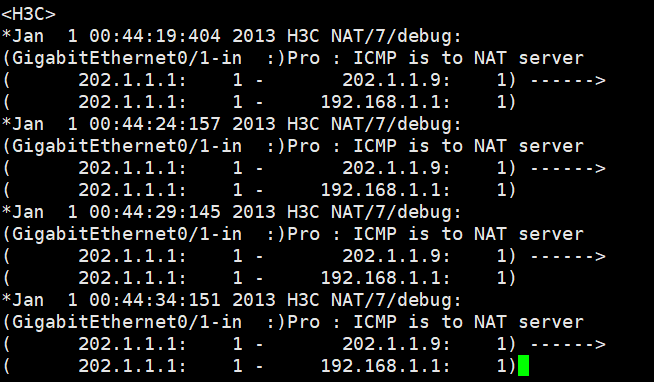 <H3C>
*Jan  1 00:44:19:404 2013 H3C NAT/7/debug:
(GigabitEthernet0/1-in  :)Pro : ICMP is to NAT server
(      202.1.1.1:    1 -       202.1.1.9:    1) ------>
(      202.1.1.1:    1 -     192.168.1.1:    1)
*Jan  1 00:44:24:157 2013 H3C NAT/7/debug:
(GigabitEthernet0/1-in  :)Pro : ICMP is to NAT server
(      202.1.1.1:    1 -       202.1.1.9:    1) ------>
(      202.1.1.1:    1 -     192.168.1.1:    1)
*Jan  1 00:44:29:145 2013 H3C NAT/7/debug:
(GigabitEthernet0/1-in  :)Pro : ICMP is to NAT server
(      202.1.1.1:    1 -       202.1.1.9:    1) ------>
(      202.1.1.1:    1 -     192.168.1.1:    1)
*Jan  1 00:44:34:151 2013 H3C NAT/7/debug:
(GigabitEthernet0/1-in  :)Pro : ICMP is to NAT server
(      202.1.1.1:    1 -       202.1.1.9:    1) ------>
(      202.1.1.1:    1 -     192.168.1.1:    1)